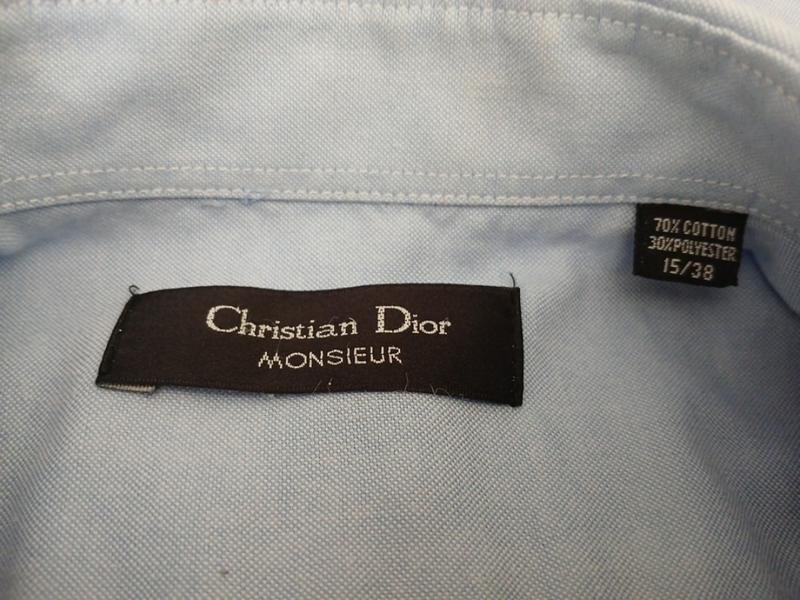 Christian Dior
MONSIEUR
70% COTTON
30%POLYESTER
15/38